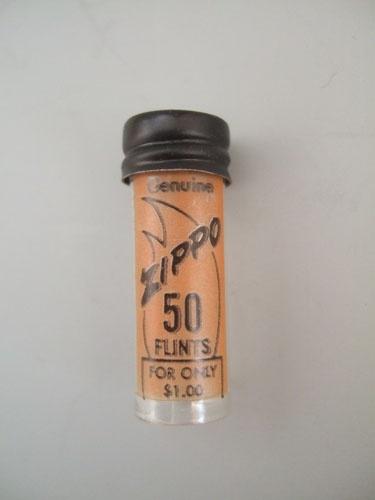 Genuine
ZIPPO
50
FLINTS
FOR ONLY
$1.00